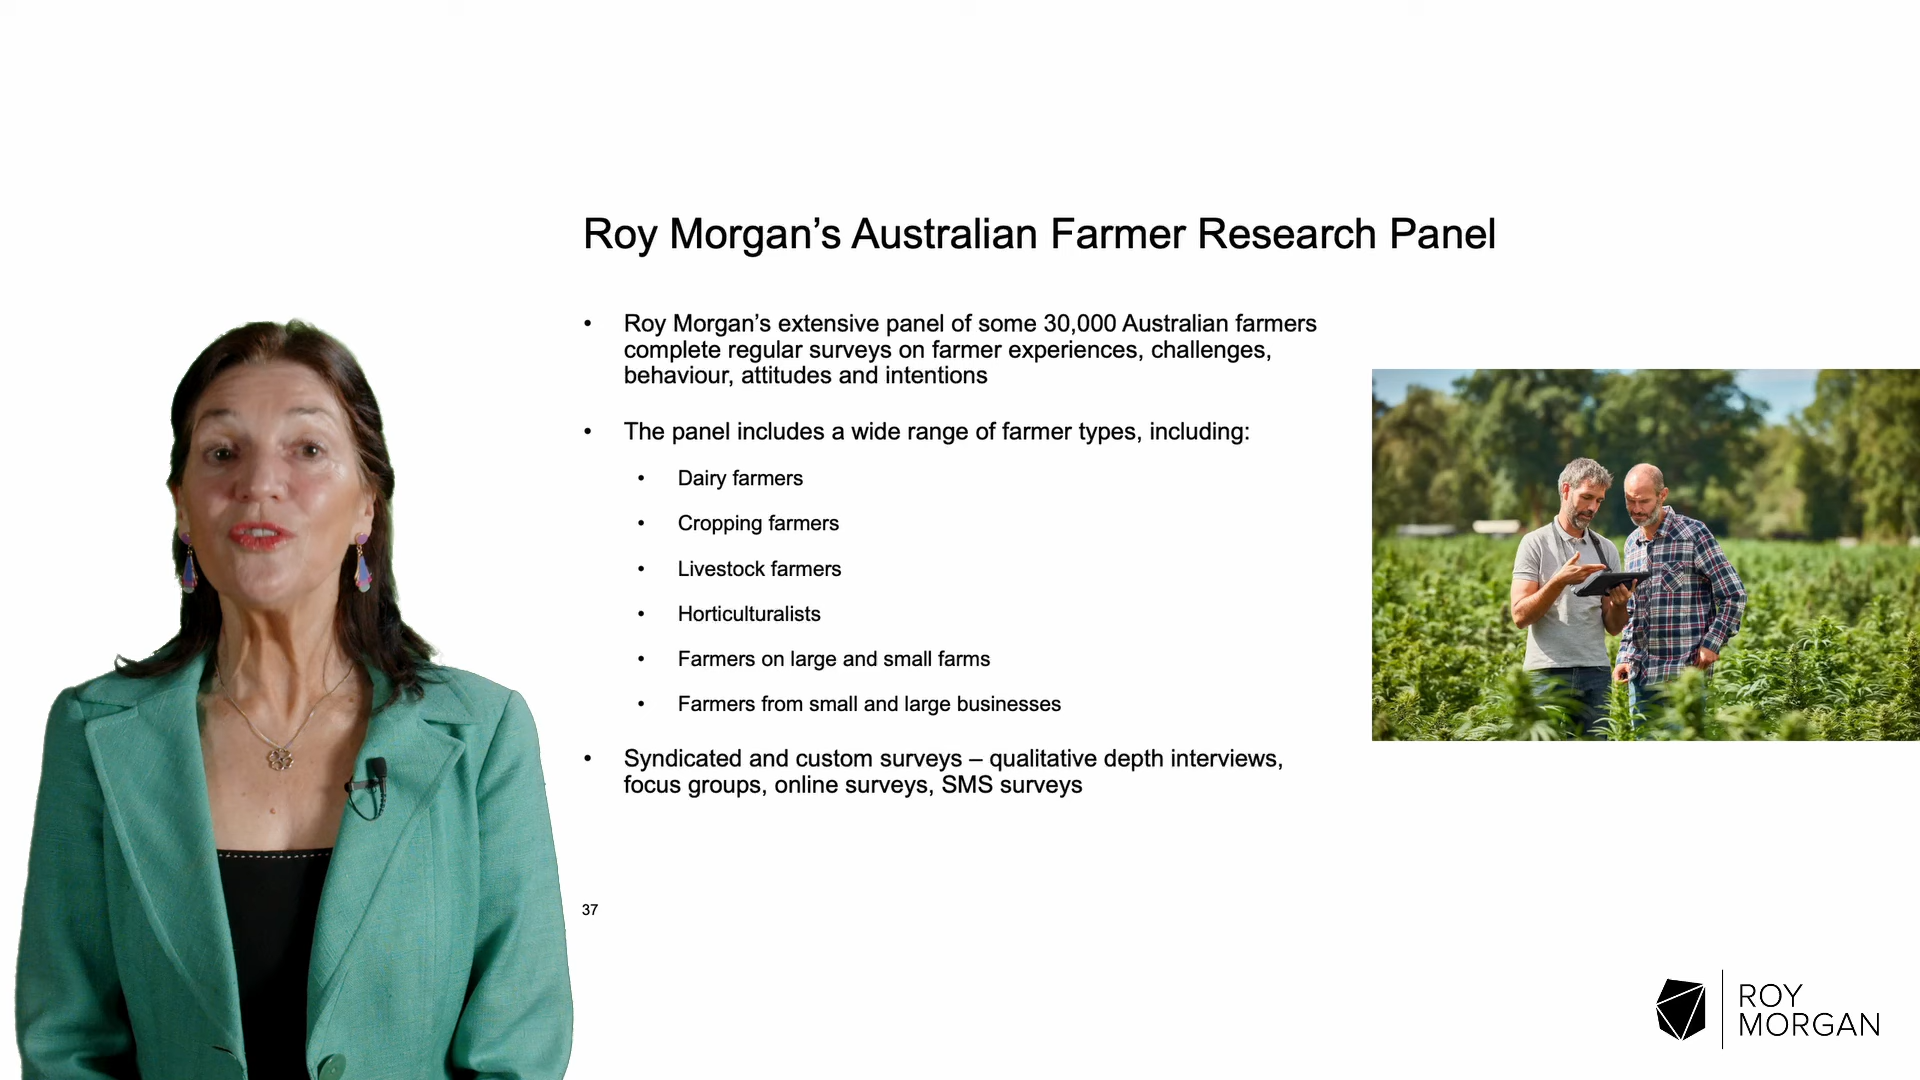 Roy Morgan’s Australian Farmer Research Panel
• Roy Morgan’s extensive panel of some 30,000 Australian farmers
complete regular surveys on farmer experiences, challenges,
behaviour, attitudes and intentions
• The panel includes a wide range of farmer types, including:
• Dairy farmers
• Cropping farmers
• Livestock farmers
• Horticulturalists
• Farmers on large and small farms
• Farmers from small and large businesses
• Syndicated and custom surveys – qualitative depth interviews,
focus groups, online surveys, SMS surveys
37
ROY
MORGAN